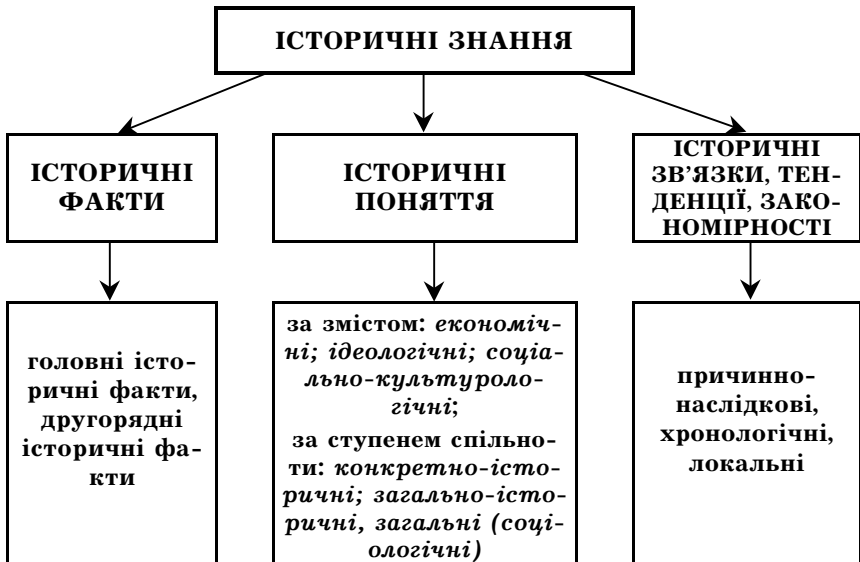 ІСТОРИЧНІ ЗНАННЯ
ІСТОРИЧНІ
ФАКТИ
ІСТОРИЧНІ
ПОНЯТТЯ
ІСТОРИЧНІ
ЗВ'ЯЗКИ, ТЕН-
ДЕНЦІЇ, ЗАКО-
НОМІРНОСТІ
головні істо-
ричні факти,
другорядні
історичні фа-
кти
за змістом: економіч-
ні; ідеологічні; соціа-
льно-культуроло-
гічні;
за ступенем спільно-
ти: конкретно-істо-
ричні; загально-істо-
ричні, загальні (соці-
ологічні)
причинно-
наслідкові,
хронологічні,
локальні